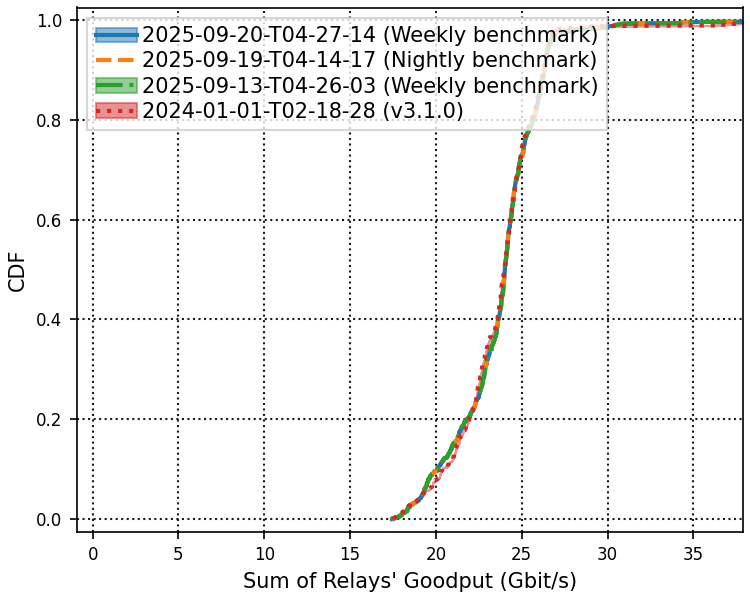 1.0
0.8
0.6
0.4
0.2
0.0
CDF
2025-09-20-T04-27-14 (Weekly benchmark)
2025-09-19-T04-14-17 (Nightly benchmark)
2025-09-13-T04-26-03 (Weekly benchmark)
2024-01-01-T02-18-28 (v3.1.0)
0 5 10 15 20 25 30 35
Sum of Relays' Goodput (Gbit/s)